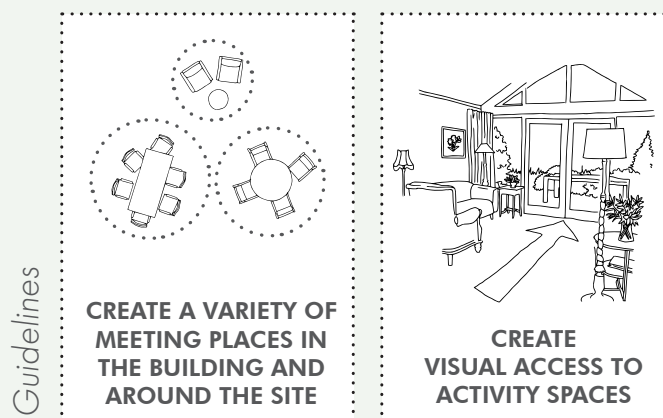 Guidelines
CREATE A VARIETY OF
MEETING PLACES IN
THE BUILDING AND
AROUND THE SITE
CREATE
VISUAL ACCESS TO
ACTIVITY SPACES